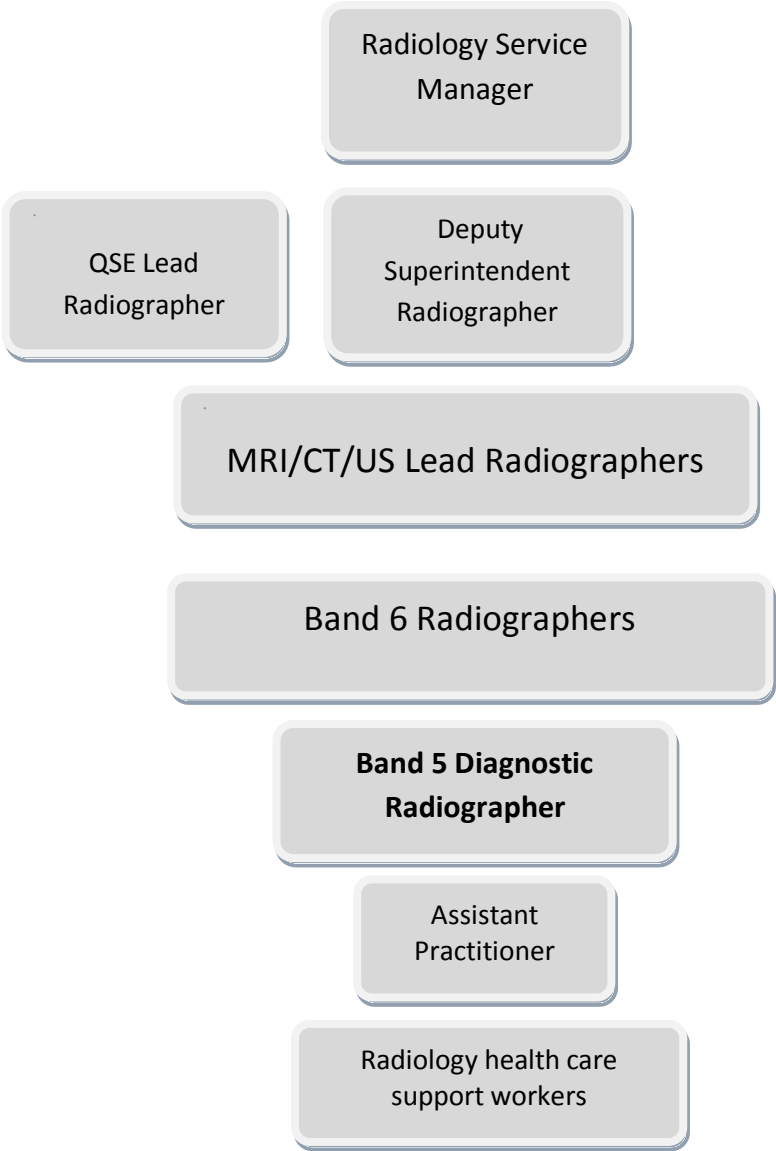 Radiology Service
Manager
QSE Lead
Radiographer
Deputy
Superintendent
Radiographer
MRI/CT/US Lead Radiographers
Band 6 Radiographers
Band 5 Diagnostic
Radiographer
Assistant
Practitioner
Radiology health care
support workers